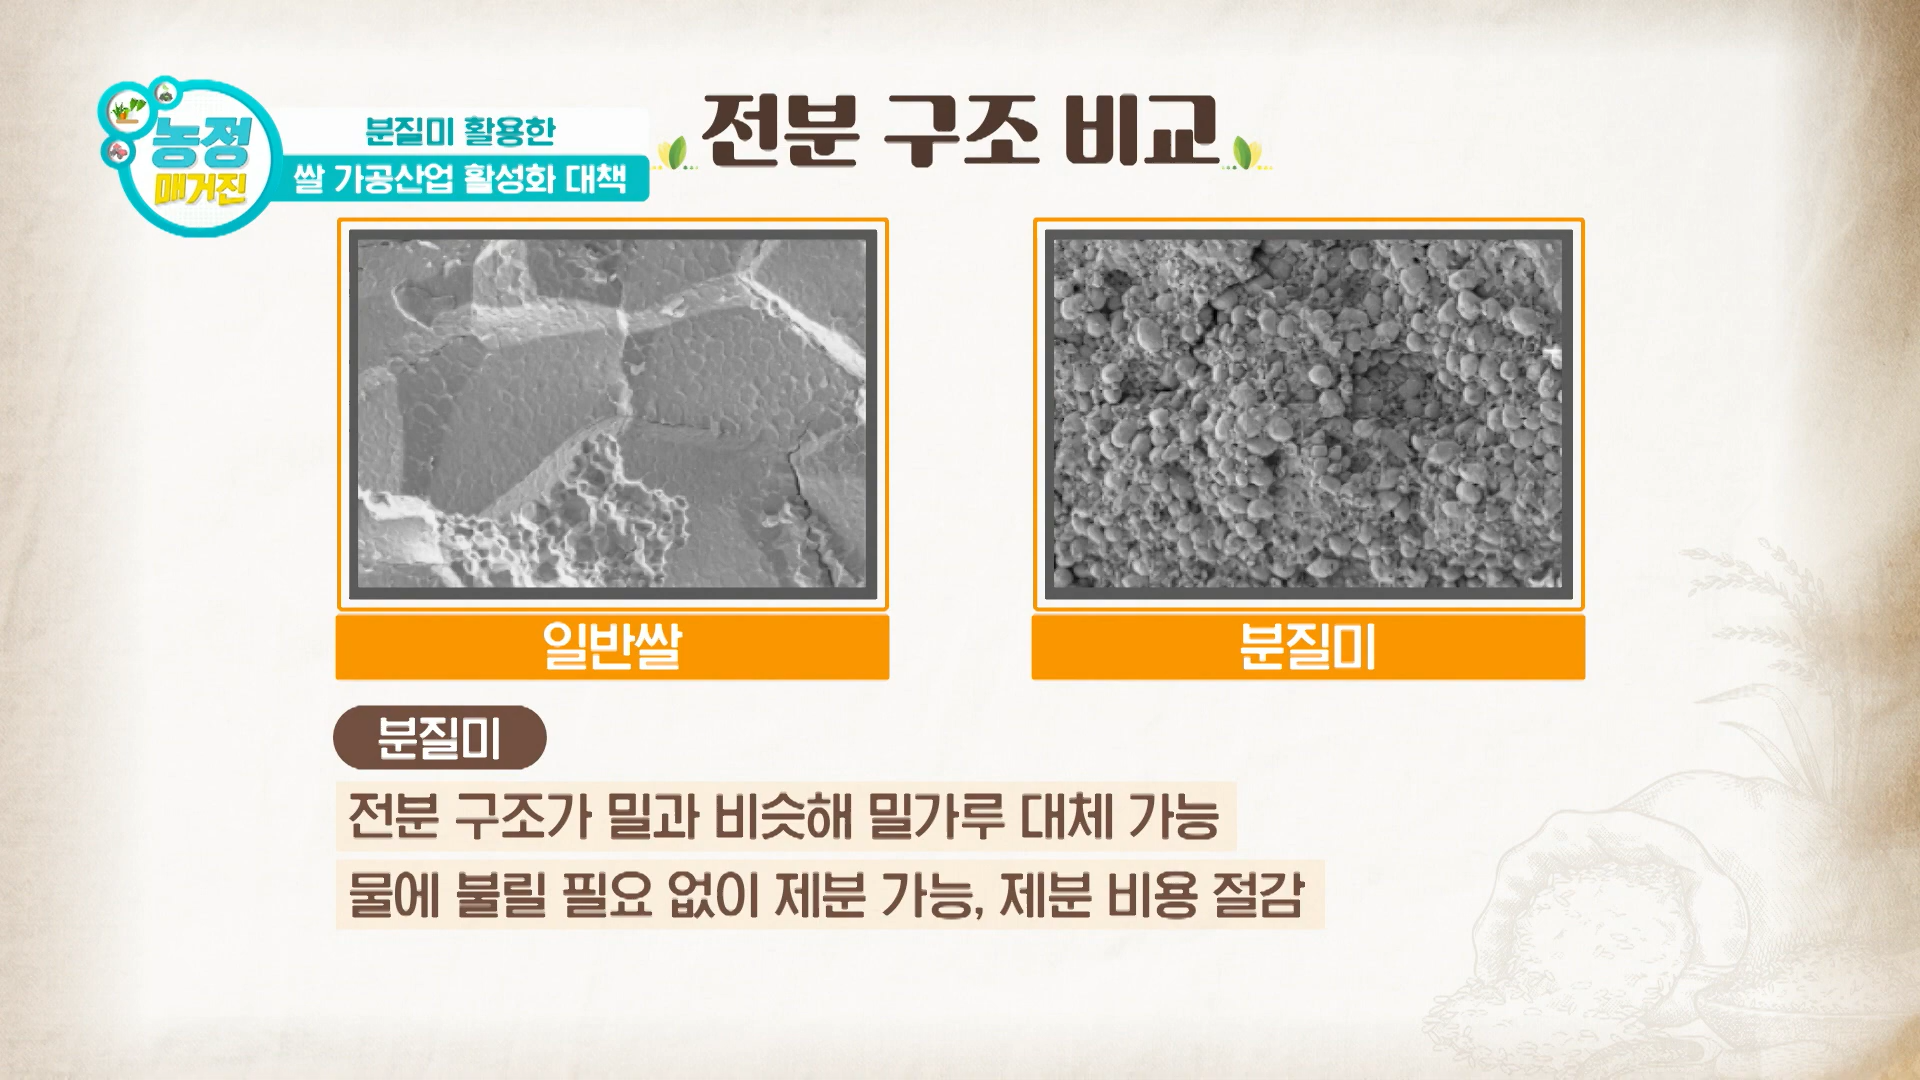 농정
매거진
분질미 활용한
쌀 가공산업 활성화 대책
전분 구조 비교
일반쌀
분질미
분질미
전분 구조가 밀과 비슷해 밀가루 대체 가능
물에 불릴 필요 없이 제분 가능, 제분 비용 절감